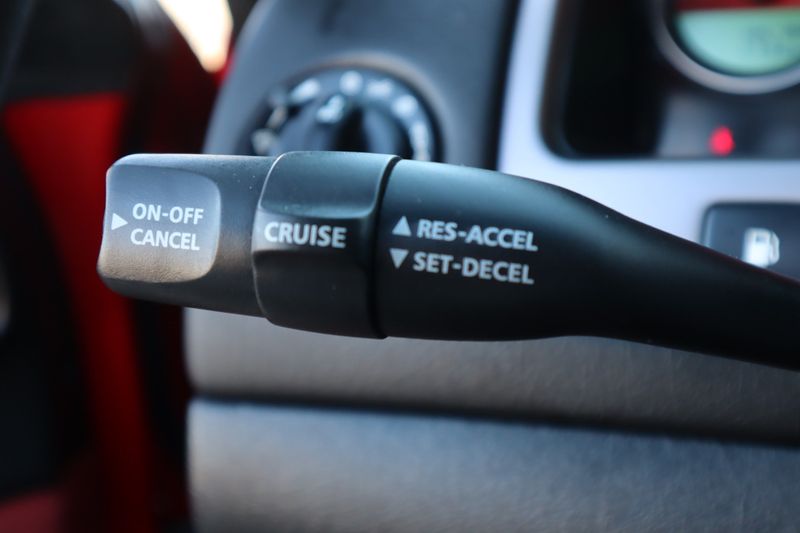 ▶ ON-OFF
CANCEL
CRUISE
▲ RES-ACCEL
▼ SET-DECEL